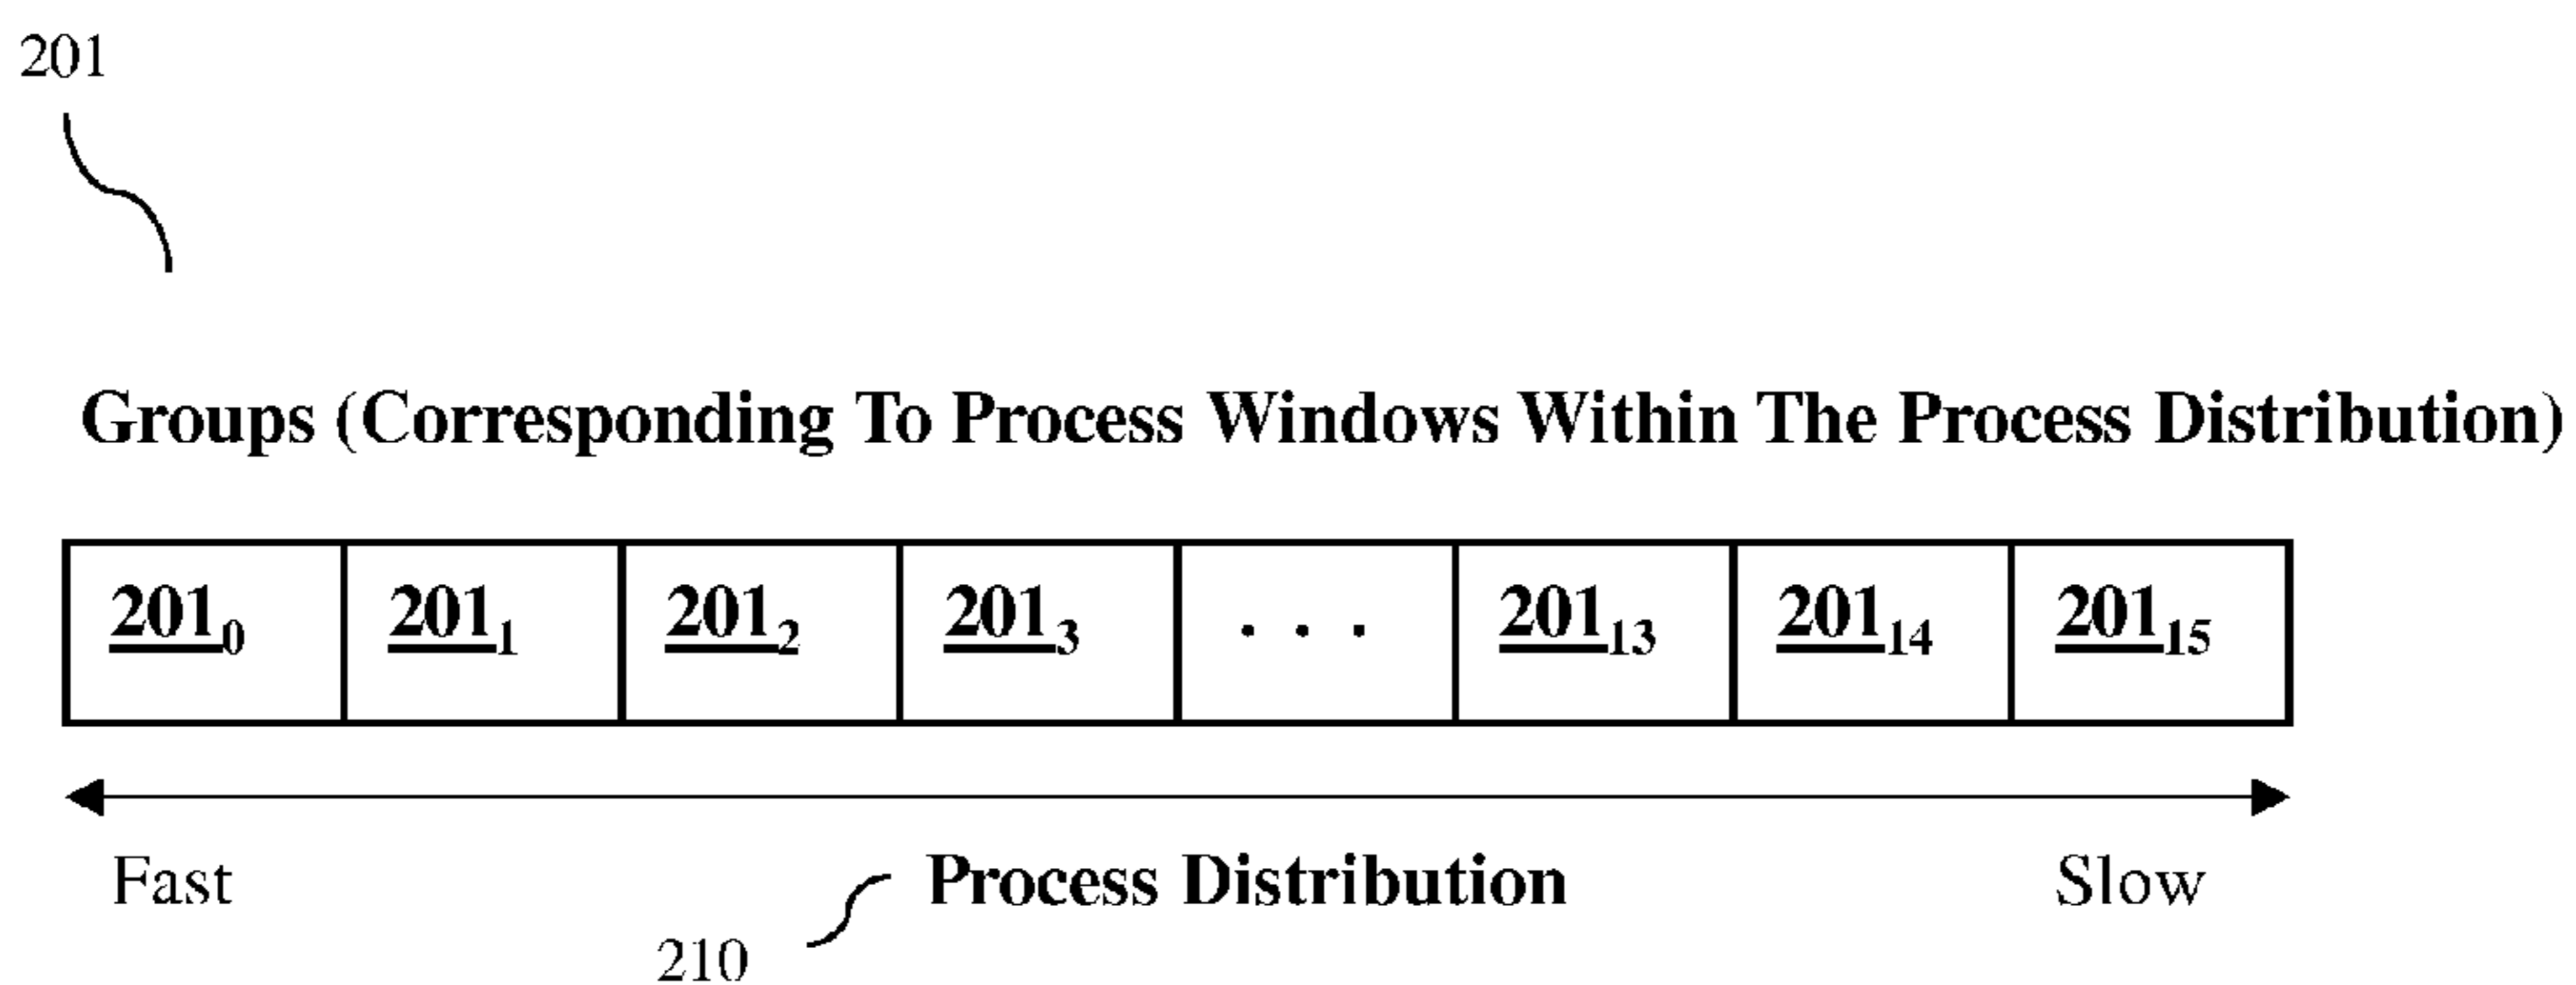 201
Groups (Corresponding To Process Windows Within The Process Distribution)
201₀ 201₁ 201₂ 201₃ . . . 201₁₃ 201₁₄ 201₁₅
Fast Process Distribution Slow
210